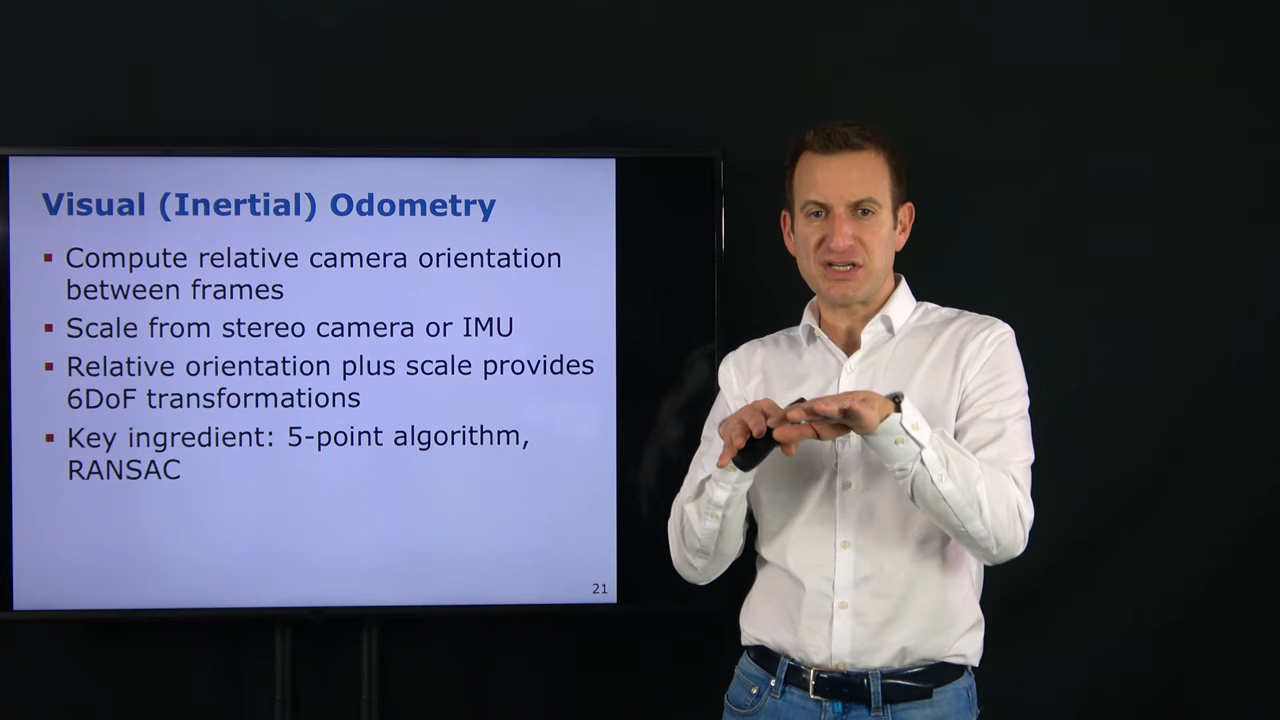 Visual (Inertial) Odometry
▪ Compute relative camera orientation
between frames
▪ Scale from stereo camera or IMU
▪ Relative orientation plus scale provides
6DoF transformations
▪ Key ingredient: 5-point algorithm,
RANSAC
21